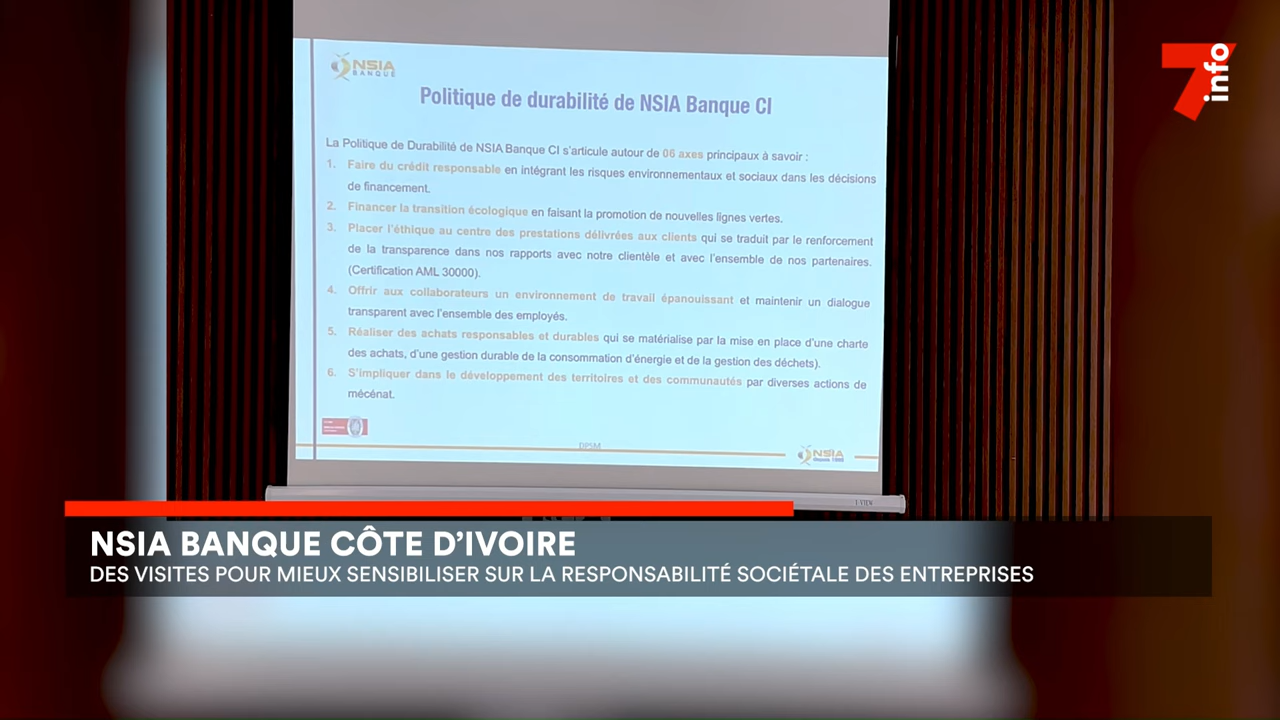 7info
NSIA
BANQUE
Politique de durabilité de NSIA Banque CI
La Politique de Durabilité de NSIA Banque CI s'articule autour de 06 axes principaux à savoir :
1. Faire du crédit responsable en intégrant les risques environnementaux et sociaux dans les décisions
de financement.
2. Financer la transition écologique en faisant la promotion de nouvelles lignes vertes.
3. Placer l'éthique au centre des prestations délivrées aux clients qui se traduit par le renforcement
de la transparence dans nos rapports avec notre clientèle et avec l'ensemble de nos partenaires.
(Certification AML 30000).
4. Offrir aux collaborateurs un environnement de travail épanouissant et maintenir un dialogue
transparent avec l'ensemble des employés.
5. Réaliser des achats responsables et durables qui se matérialise par la mise en place d'une charte
des achats, d'une gestion durable de la consommation d'énergie et de la gestion des déchets).
6. S'impliquer dans le développement des territoires et des communautés par diverses actions de
mécénat.
DPSM
NSIA
NSIA BANQUE CÔTE D'IVOIRE
DES VISITES POUR MIEUX SENSIBILISER SUR LA RESPONSABILITÉ SOCIÉTALE DES ENTREPRISES